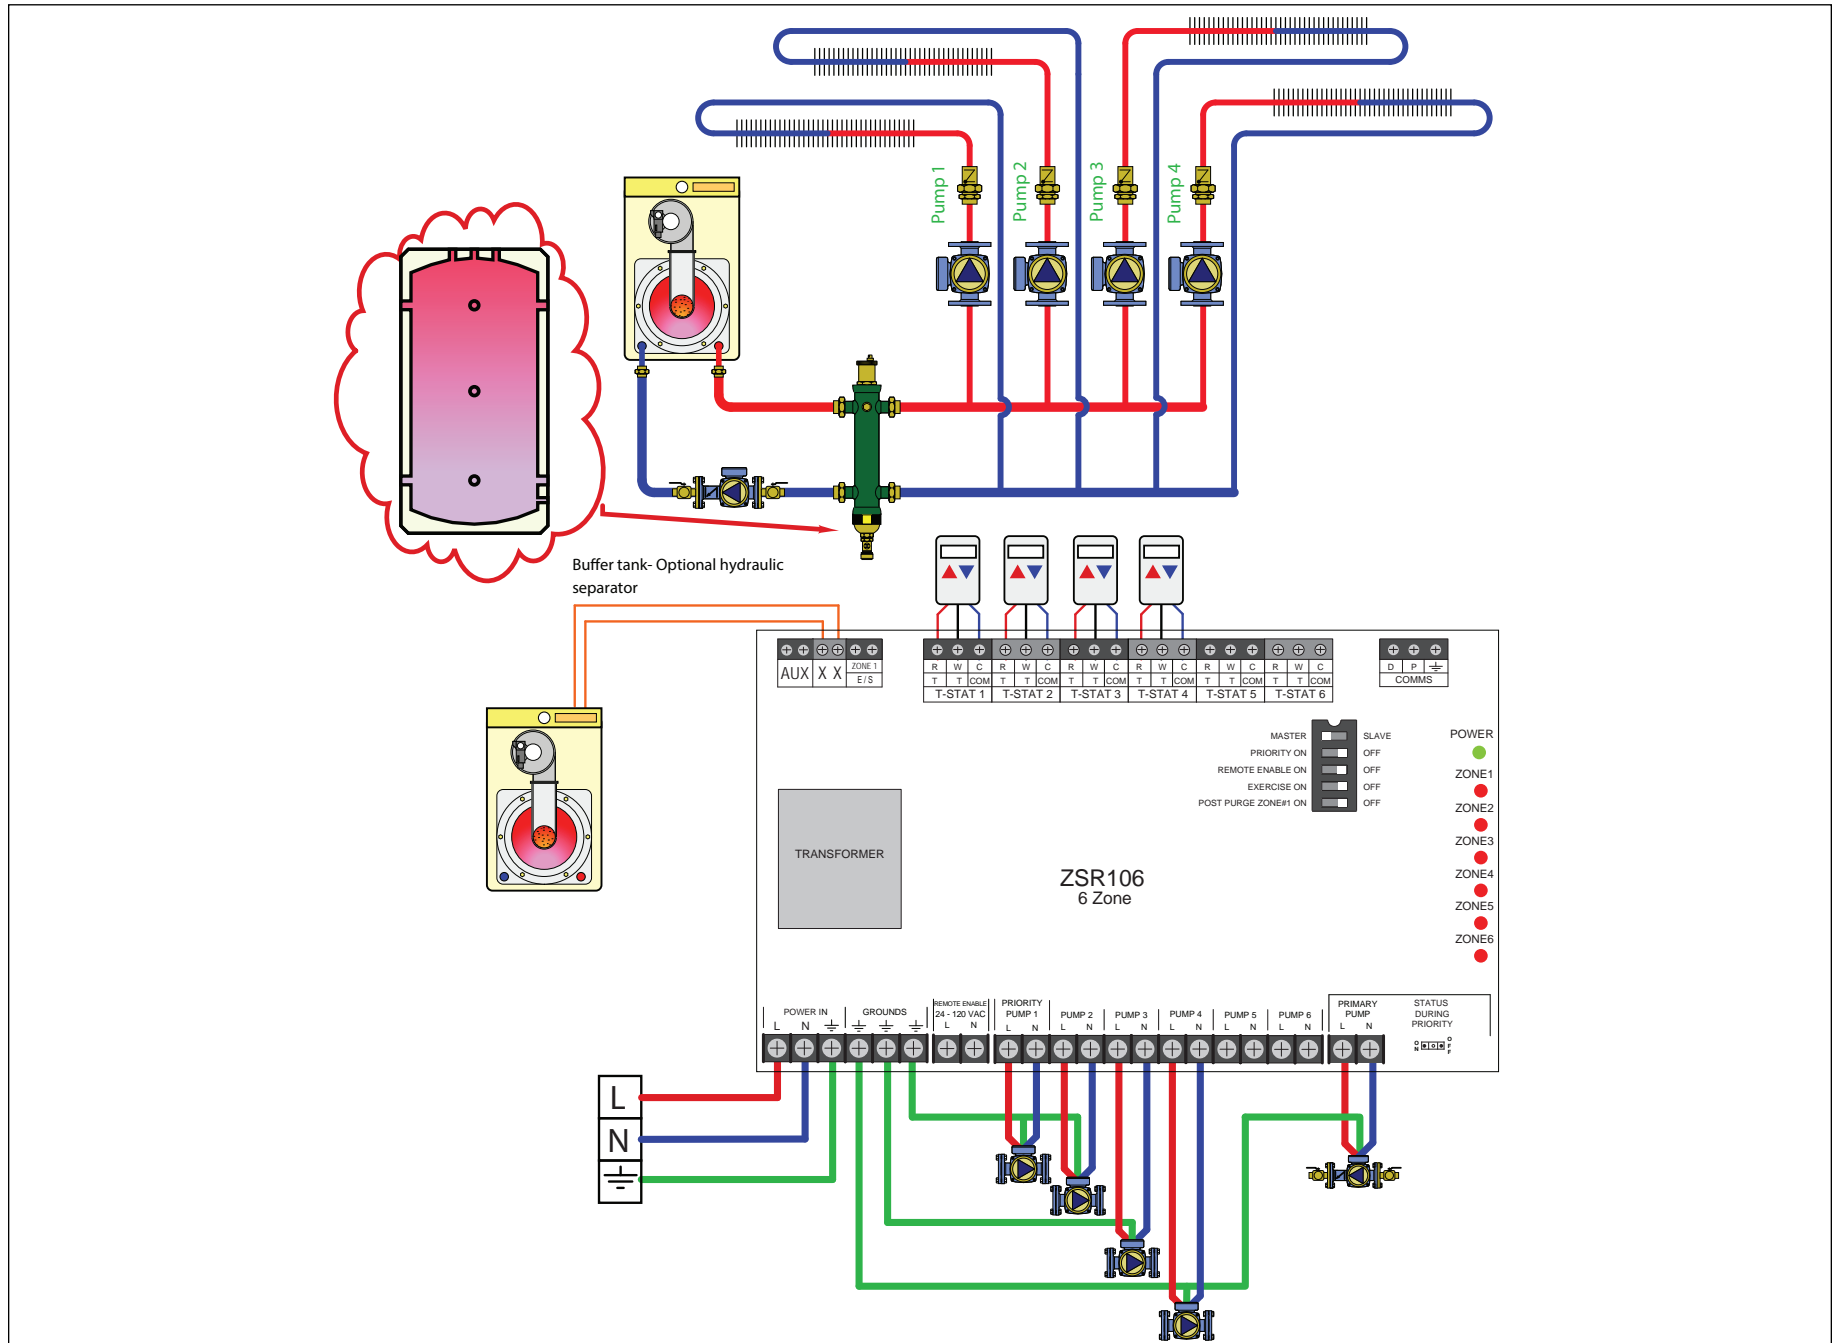 Pump 1
Pump 2
Pump 3
Pump 4
Buffer tank- Optional hydraulic
separator
AUX X X ZONE 1
E / S
R W C R W C R W C R W C R W C R W C
T T COM T T COM T T COM T T COM T T COM T T COM
T-STAT 1 T-STAT 2 T-STAT 3 T-STAT 4 T-STAT 5 T-STAT 6
D P
COMMS
MASTER SLAVE
PRIORITY ON OFF
REMOTE ENABLE ON OFF
EXERCISE ON OFF
POST PURGE ZONE#1 ON OFF
POWER
ZONE1
ZONE2
ZONE3
ZONE4
ZONE5
ZONE6
TRANSFORMER
ZSR106
6 Zone
POWER IN
L N
GROUNDS
REMOTE ENABLE
24 - 120 VAC
L N
PRIORITY
PUMP 1
L N
PUMP 2
L N
PUMP 3
L N
PUMP 4
L N
PUMP 5
L N
PUMP 6
L N
PRIMARY
PUMP
L N
STATUS
DURING
PRIORITY
ON OFF
L
N